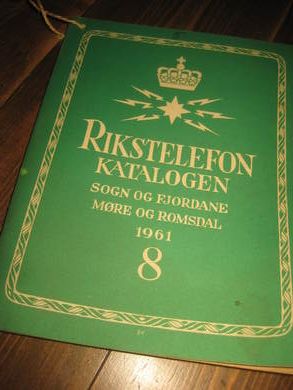 RIKSTELEFON
KATALOGEN
SOGN OG FJORDANE
MØRE OG ROMSDAL
1961
8